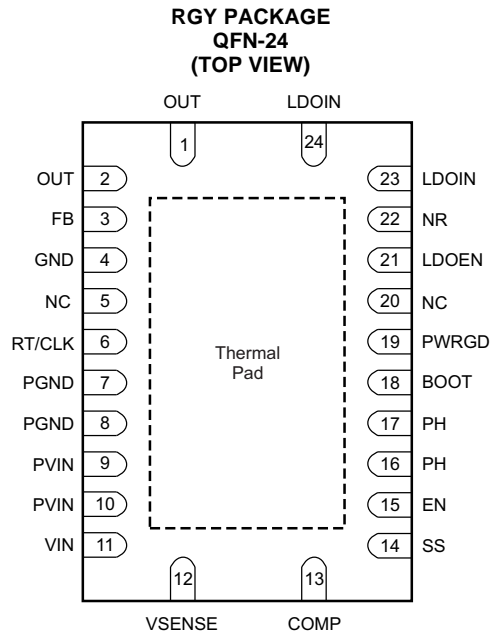 RGY PACKAGE
QFN-24
(TOP VIEW)
OUT LDOIN
1 24
OUT 2 23 LDOIN
FB 3 22 NR
GND 4 21 LDOEN
NC 5 20 NC
RT/CLK 6 19 PWRGD
Thermal
Pad
PGND 7 18 BOOT
PGND 8 17 PH
PVIN 9 16 PH
PVIN 10 15 EN
VIN 11 14 SS
12 13
VSENSE COMP